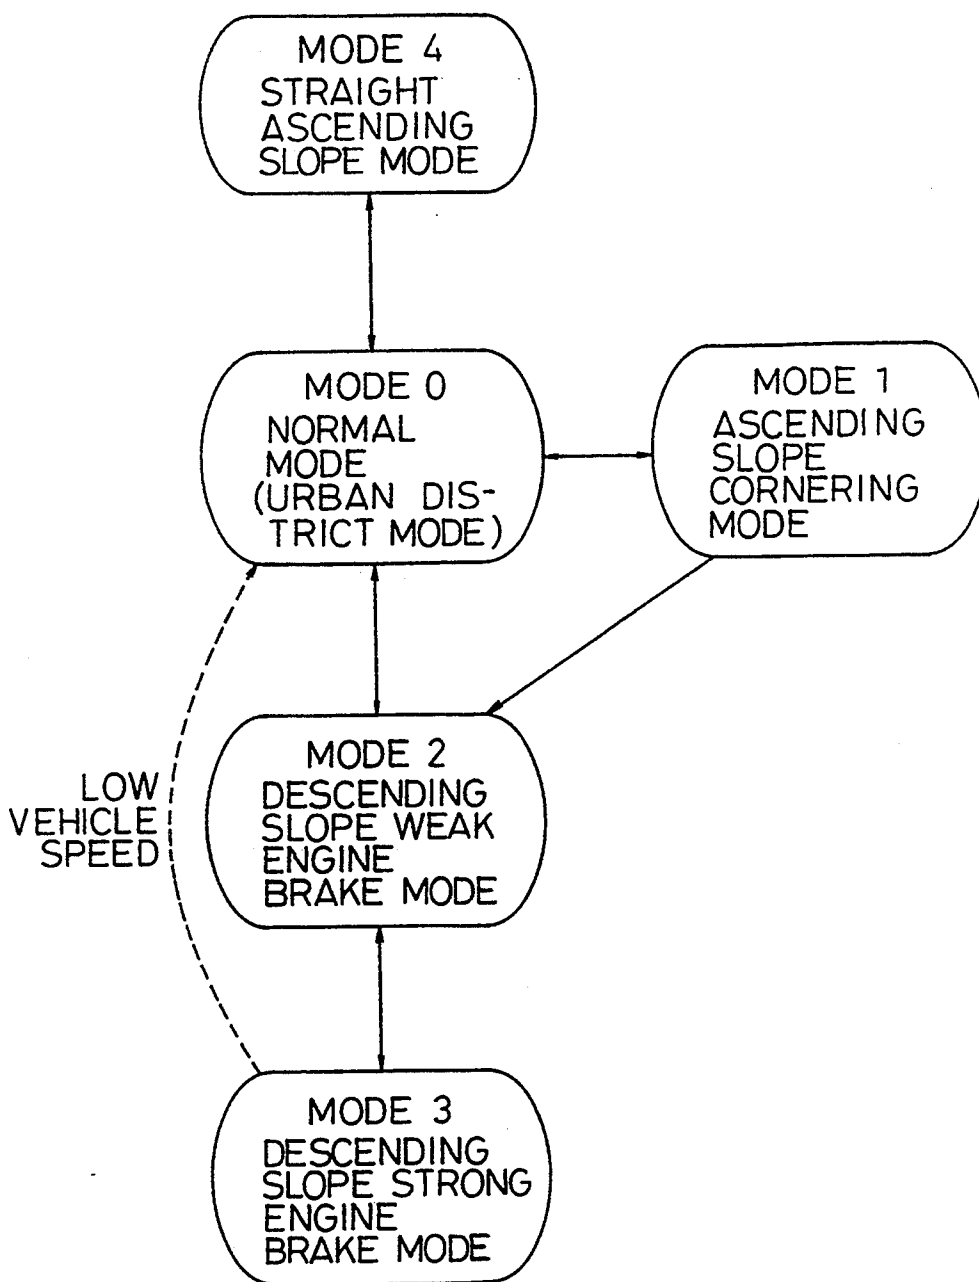 MODE 4
STRAIGHT
ASCENDING
SLOPE MODE
MODE 0
NORMAL
MODE
(URBAN DIS-
TRICT MODE)
MODE 1
ASCENDING
SLOPE
CORNERING
MODE
MODE 2
DESCENDING
SLOPE WEAK
ENGINE
BRAKE MODE
LOW
VEHICLE
SPEED
MODE 3
DESCENDING
SLOPE STRONG
ENGINE
BRAKE MODE